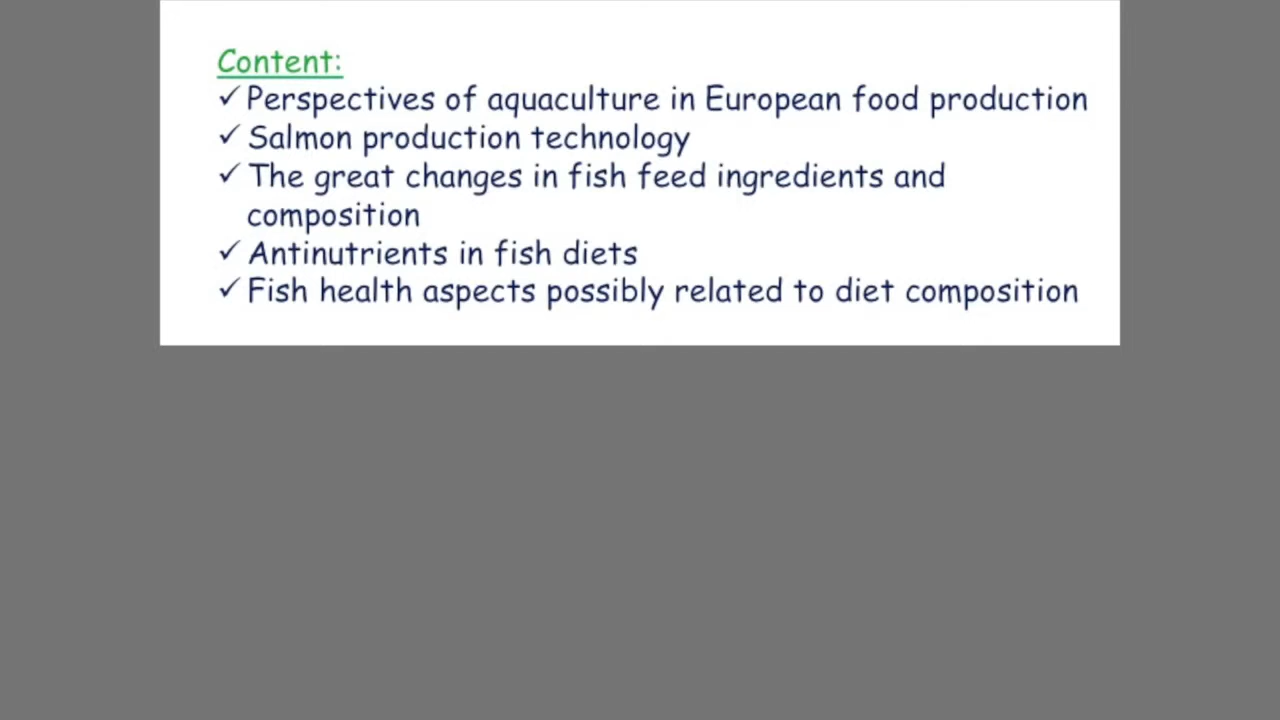 Content:
✓ Perspectives of aquaculture in European food production
✓ Salmon production technology
✓ The great changes in fish feed ingredients and
composition
✓ Antinutrients in fish diets
✓ Fish health aspects possibly related to diet composition